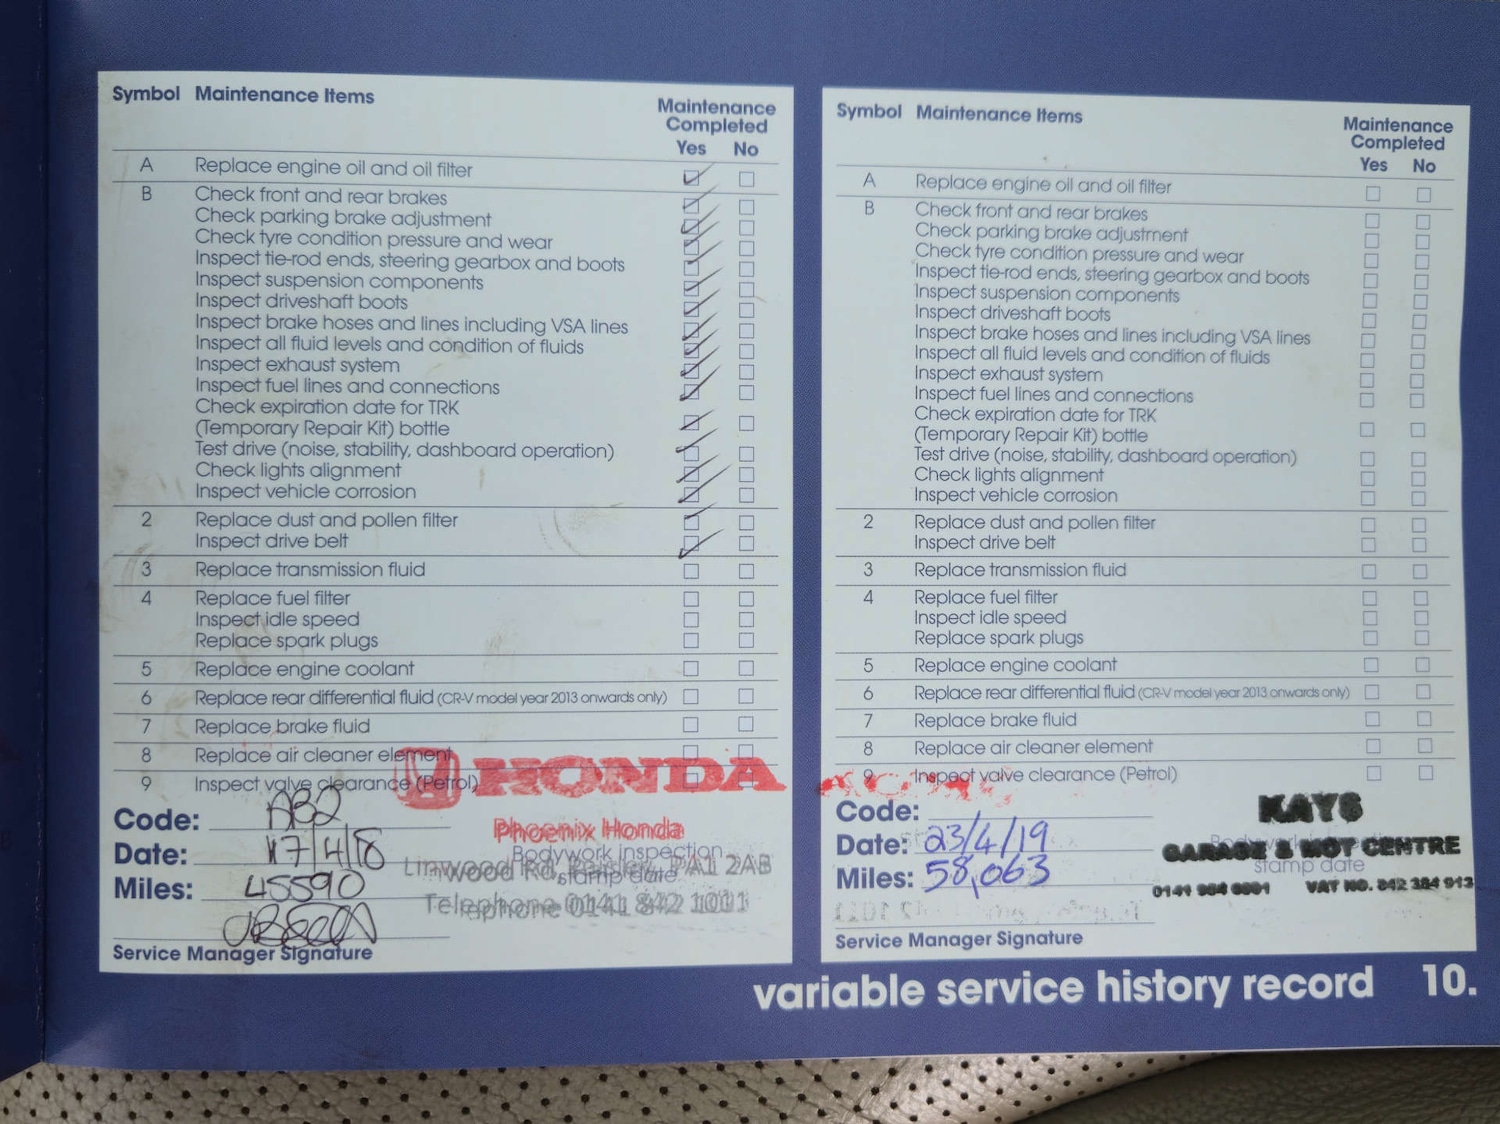 Symbol Maintenance Items
Maintenance Completed
Yes No
A Replace engine oil and oil filter
B Check front and rear brakes
Check parking brake adjustment
Check tyre condition pressure and wear
Inspect tie-rod ends, steering gearbox and boots
Inspect suspension components
Inspect driveshaft boots
Inspect brake hoses and lines including VSA lines
Inspect all fluid levels and condition of fluids
Inspect exhaust system
Inspect fuel lines and connections
Check expiration date for TRK
(Temporary Repair Kit) bottle
Test drive (noise, stability, dashboard operation)
Check lights alignment
Inspect vehicle corrosion
2 Replace dust and pollen filter
Inspect drive belt
3 Replace transmission fluid
4 Replace fuel filter
Inspect idle speed
Replace spark plugs
5 Replace engine coolant
6 Replace rear differential fluid (CR-V model year 2013 onwards only)
7 Replace brake fluid
8 Replace air cleaner element
9 Inspect valve clearance (Petrol)
HONDA
Code: AB2
Phoenix Honda
Bodywork inspection
Date: 17/4/18
Linwood Rd, Paisley, PA1 2AB
stamp date
Miles: 45590
Telephone 0141 842 1011
Service Manager Signature
Symbol Maintenance Items
Maintenance Completed
Yes No
A Replace engine oil and oil filter
B Check front and rear brakes
Check parking brake adjustment
Check tyre condition pressure and wear
Inspect tie-rod ends, steering gearbox and boots
Inspect suspension components
Inspect driveshaft boots
Inspect brake hoses and lines including VSA lines
Inspect all fluid levels and condition of fluids
Inspect exhaust system
Inspect fuel lines and connections
Check expiration date for TRK
(Temporary Repair Kit) bottle
Test drive (noise, stability, dashboard operation)
Check lights alignment
Inspect vehicle corrosion
2 Replace dust and pollen filter
Inspect drive belt
3 Replace transmission fluid
4 Replace fuel filter
Inspect idle speed
Replace spark plugs
5 Replace engine coolant
6 Replace rear differential fluid (CR-V model year 2013 onwards only)
7 Replace brake fluid
8 Replace air cleaner element
9 Inspect valve clearance (Petrol)
Code:
KAYS
Date: 23/4/19
Bodywork inspection
GARAGE & MOT CENTRE
stamp date
Miles: 58,063
VAT NO. 842 384 913
Service Manager Signature
variable service history record 10.